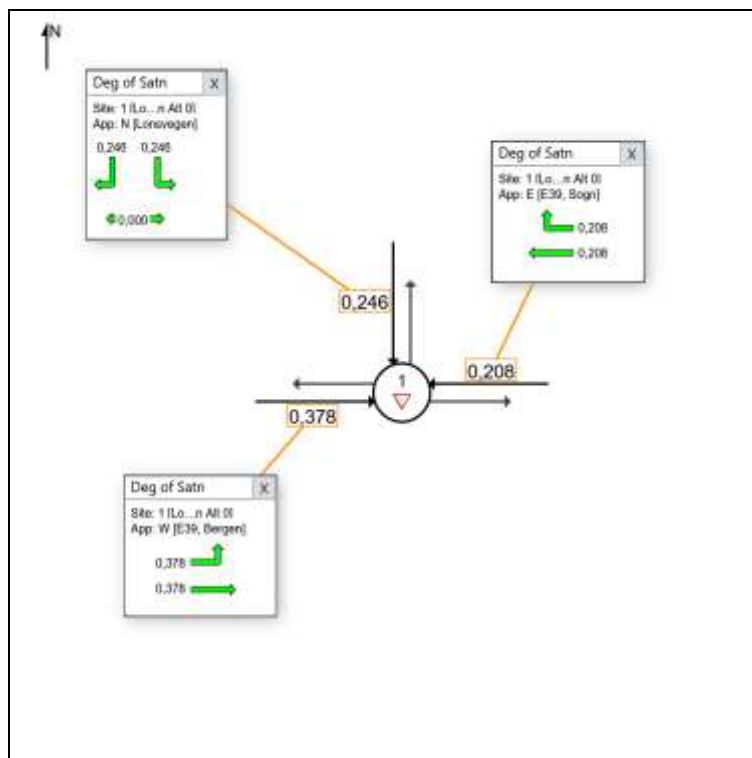 N
Deg of Satn X
Site: 1 [Lo...n Alt 0]
App: N [Lonsvegen]
0,246 0,246
0,000
Deg of Satn X
Site: 1 [Lo...n Alt 0]
App: E [E39, Sogn]
0,208
0,208
0,246
1
0,208
0,378
Deg of Satn X
Site: 1 [Lo...n Alt 0]
App: W [E39, Bergen]
0,378
0,378